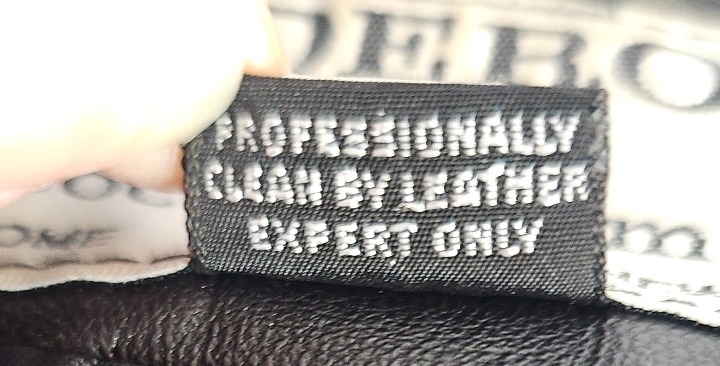 PROFESSIONALLY
CLEAN BY LEATHER
EXPERT ONLY